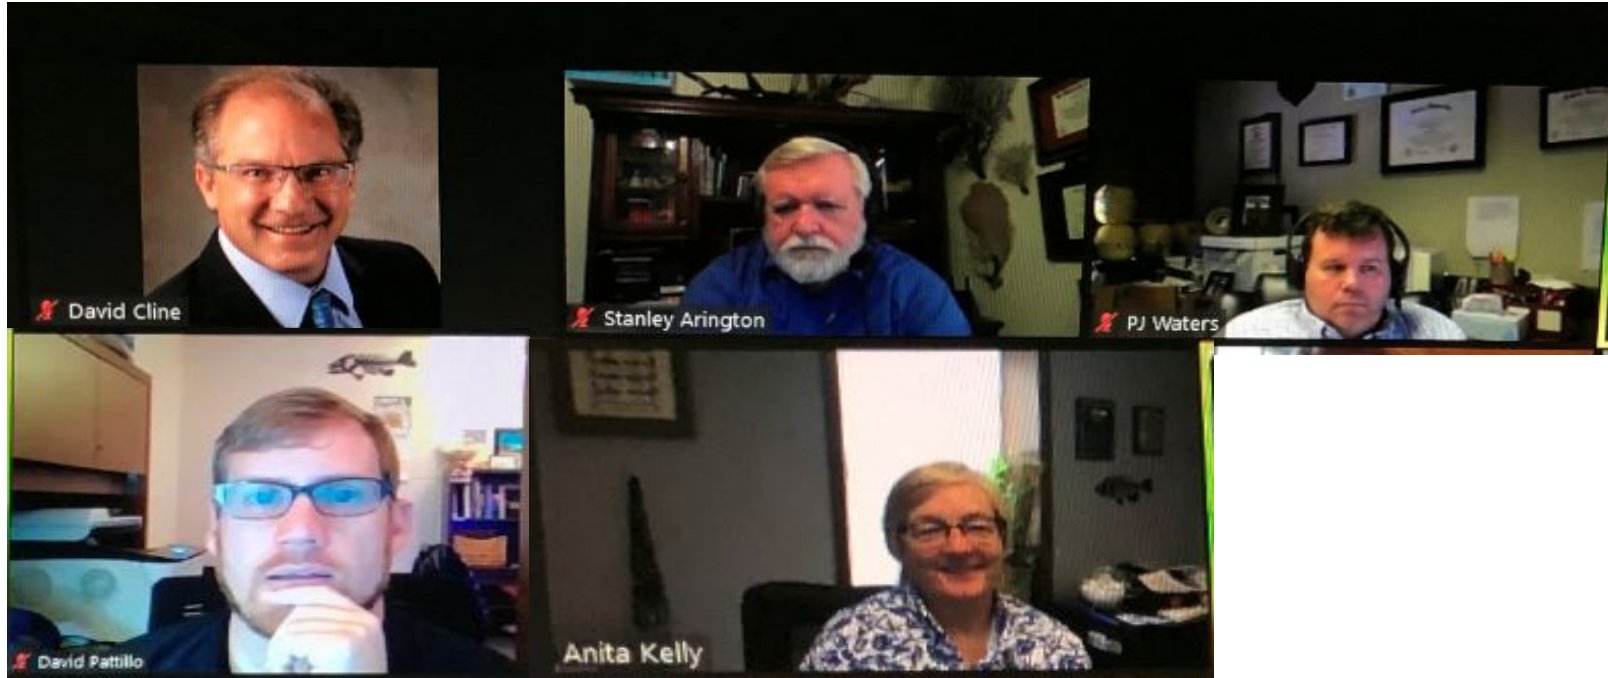 David Cline
Stanley Arington
PJ Waters
David Pattillo
Anita Kelly